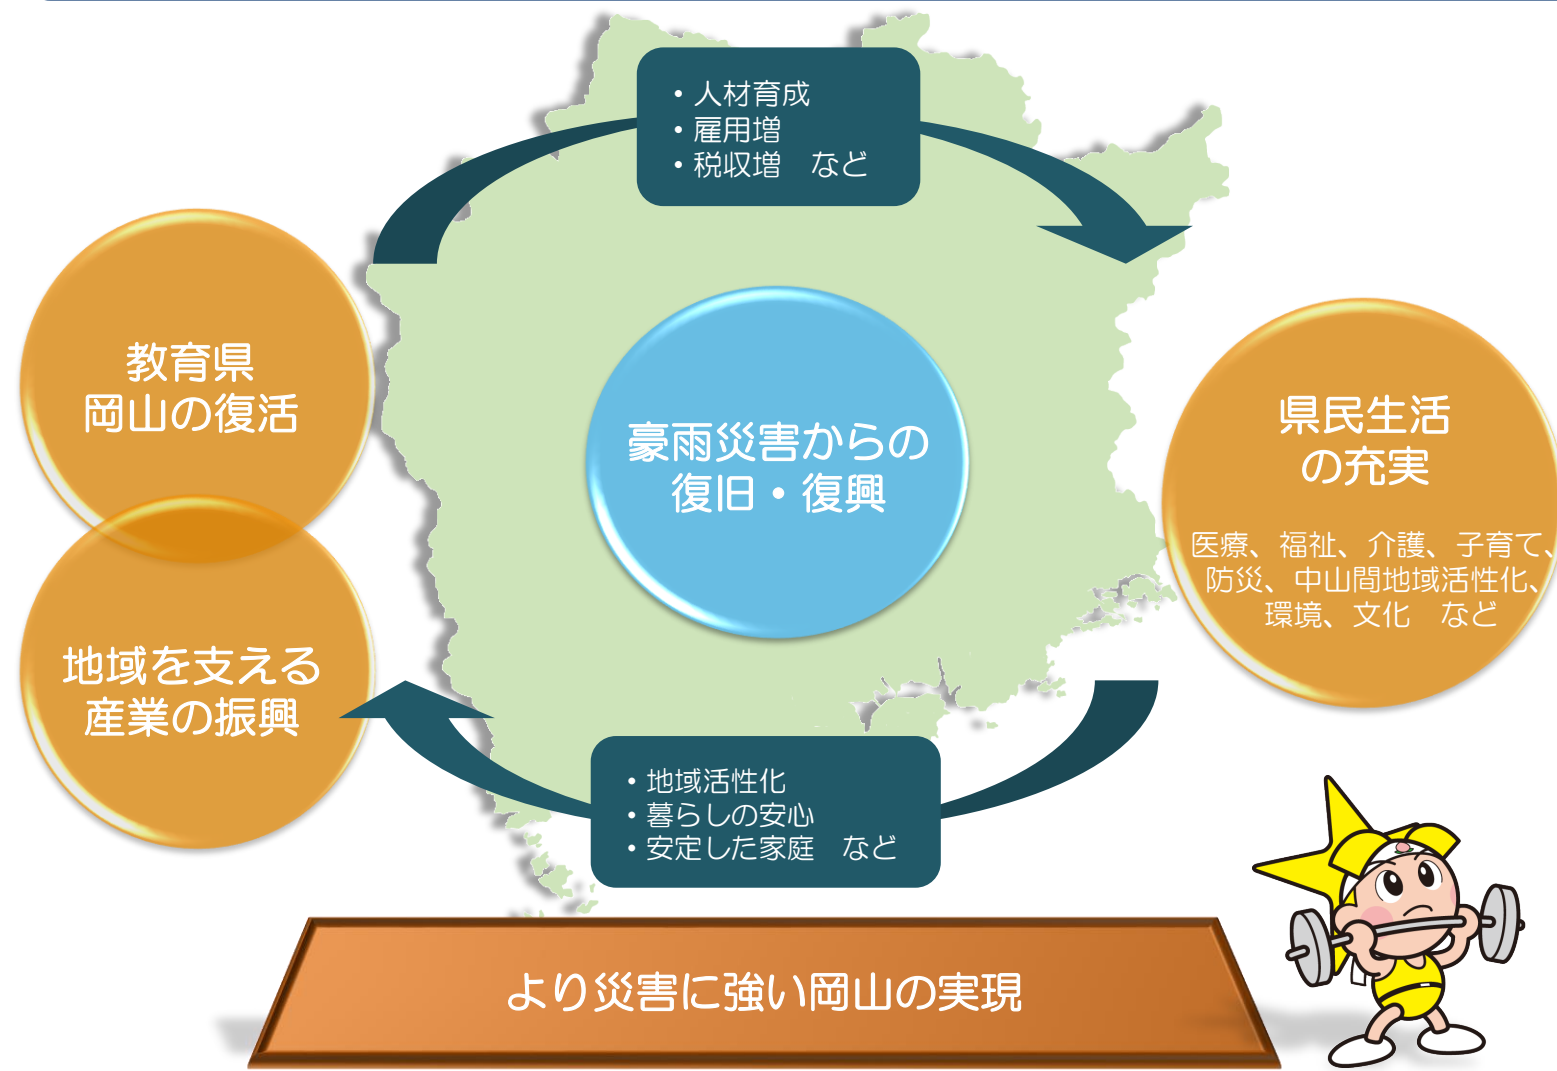 ・人材育成
・雇用増
・税収増　など
教育県
岡山の復活
豪雨災害からの
復旧・復興
県民生活
の充実
医療、福祉、介護、子育て、
防災、中山間地域活性化、
環境、文化　など
地域を支える
産業の振興
・地域活性化
・暮らしの安心
・安定した家庭　など
より災害に強い岡山の実現